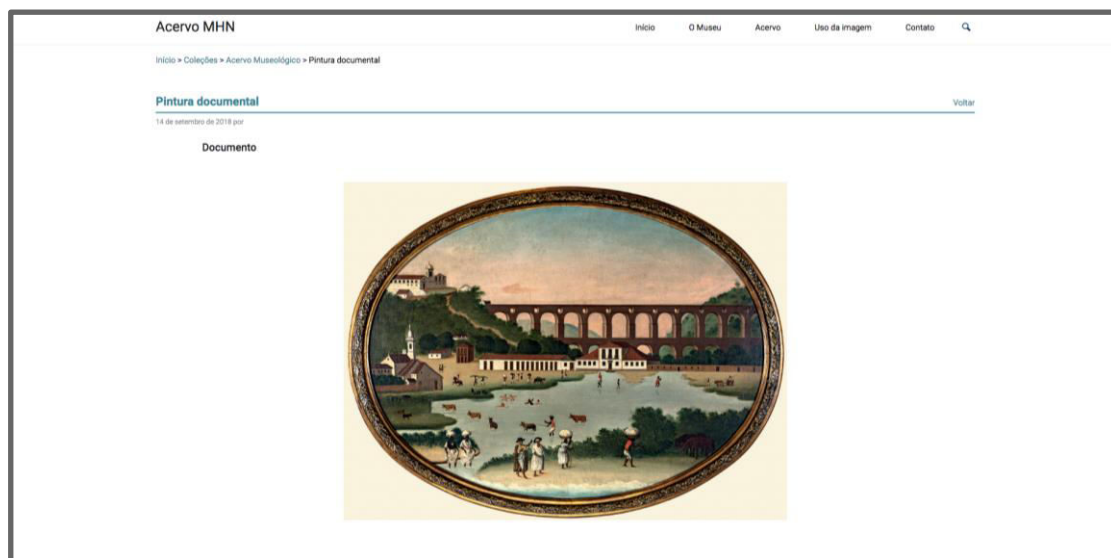 Acervo MHN
Início O Museu Acervo Uso da imagem Contato
Início > Coleções > Acervo Museológico > Pintura documental
Pintura documental
Voltar
14 de setembro de 2018 por
Documento